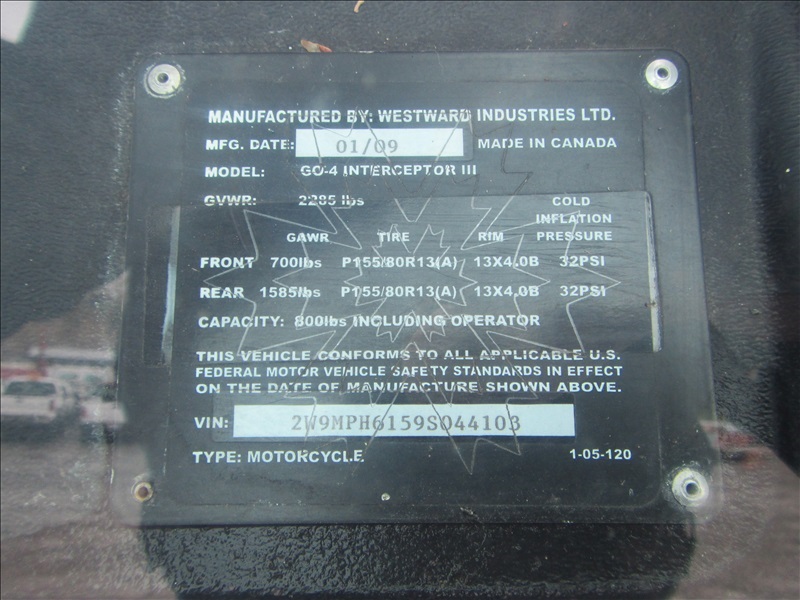 MANUFACTURED BY: WESTWARD INDUSTRIES LTD.
MFG. DATE: 01/09 MADE IN CANADA
MODEL: GO-4 INTERCEPTOR III
GVWR: 2285 lbs
COLD
INFLATION
GAWR TIRE RIM PRESSURE
FRONT 700lbs P155/80R13(A) 13X4.0B 32PSI
REAR 1585lbs P155/80R13(A) 13X4.0B 32PSI
CAPACITY: 800lbs INCLUDING OPERATOR
THIS VEHICLE CONFORMS TO ALL APPLICABLE U.S.
FEDERAL MOTOR VEHICLE SAFETY STANDARDS IN EFFECT
ON THE DATE OF MANUFACTURE SHOWN ABOVE.
VIN: 2W9MPH6159S044103
TYPE: MOTORCYCLE 1-05-120